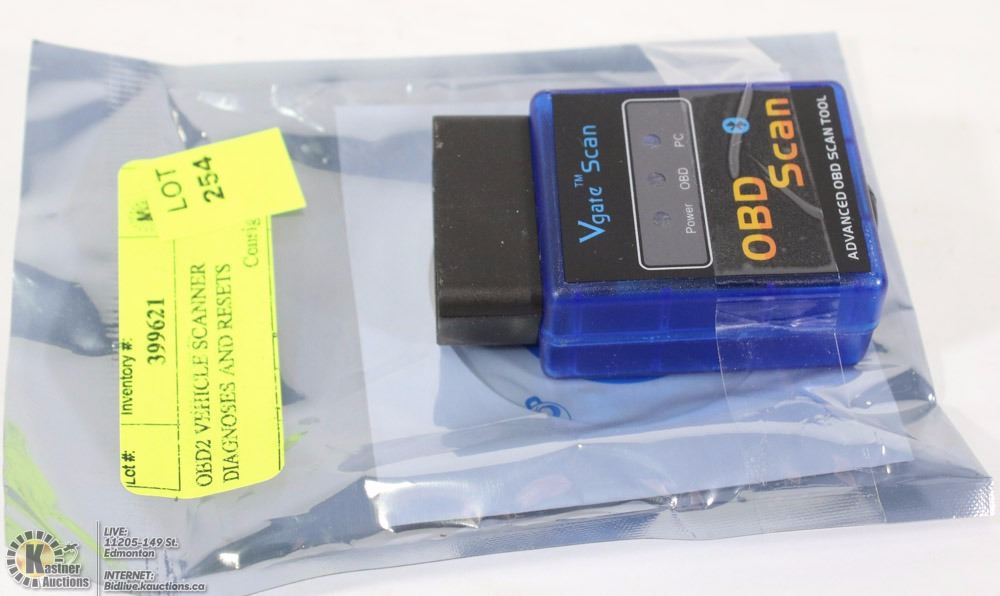 LOT
254
Lot #:
Inventory #:
399621
OBD2 VEHICLE SCANNER
DIAGNOSES AND RESETS
Vgate™ Scan
Power OBD PC
OBD
Scan
ADVANCED OBD SCAN TOOL
Kastner
Auctions
LIVE:
11205-149 St.
Edmonton
INTERNET:
Bidlive.kauctions.ca